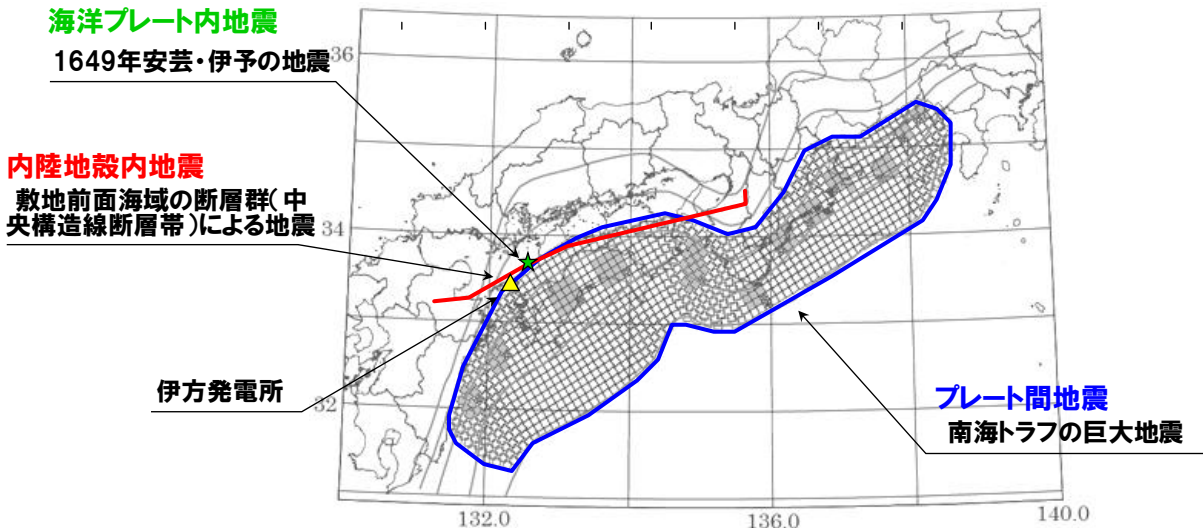 海洋プレート内地震
1649年安芸・伊予の地震
内陸地殻内地震
敷地前面海域の断層群(中
央構造線断層帯)による地震
伊方発電所
プレート間地震
南海トラフの巨大地震
36
34
32
132.0
136.0
140.0